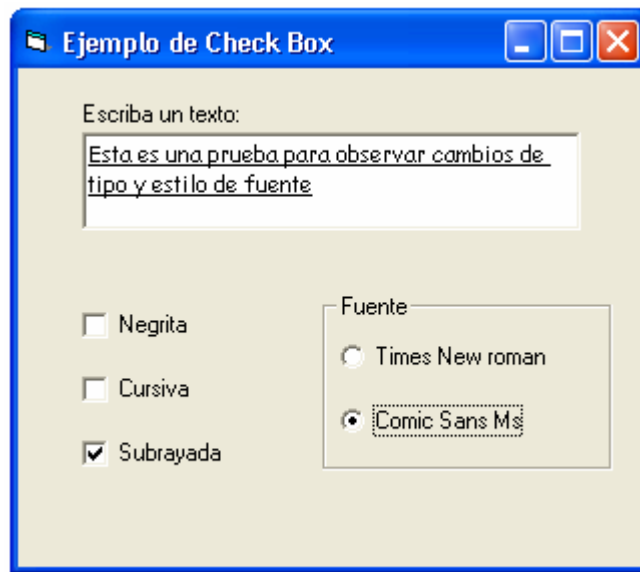 Ejemplo de Check Box
Escriba un texto:
Esta es una prueba para observar cambios de
tipo y estilo de fuente
Negrita
Cursiva
Subrayada
Fuente
Times New roman
Comic Sans Ms